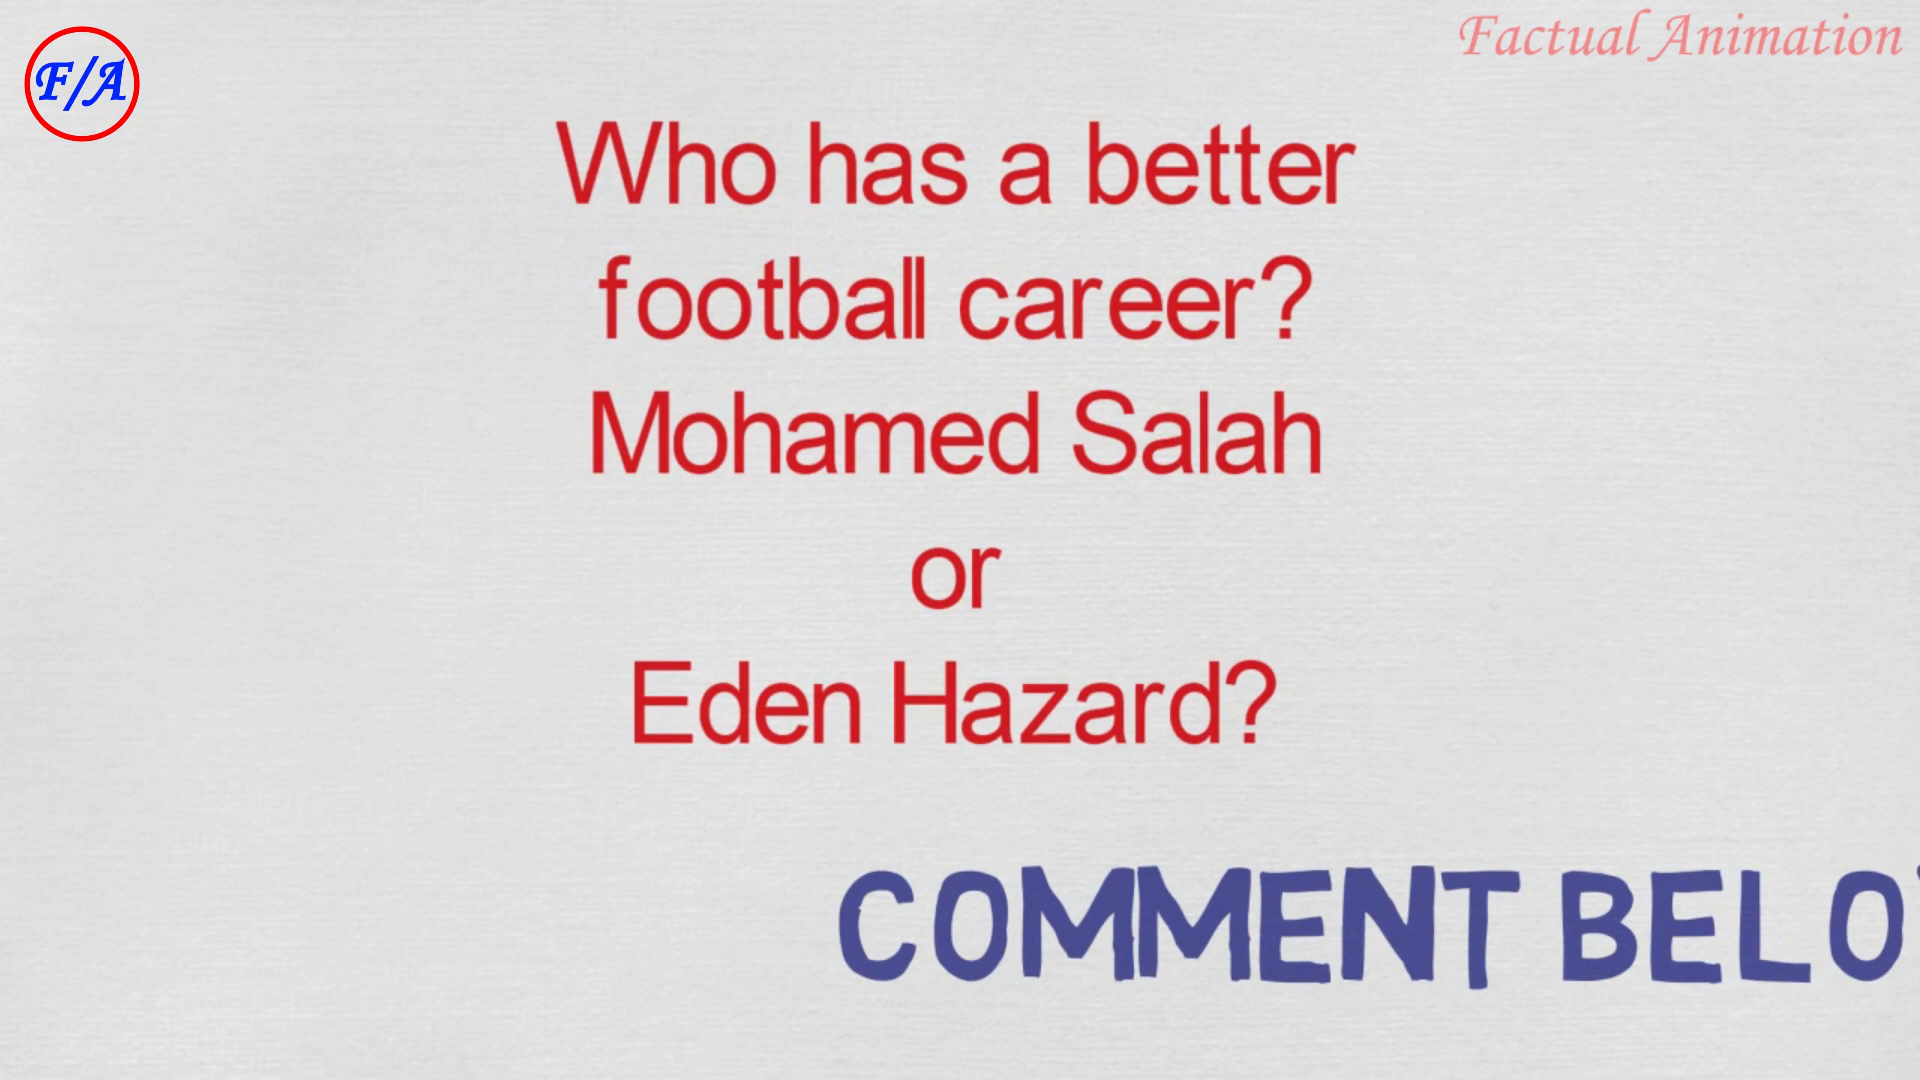 F/A
Factual Animation
Who has a better
football career?
Mohamed Salah
or
Eden Hazard?
COMMENT BELO